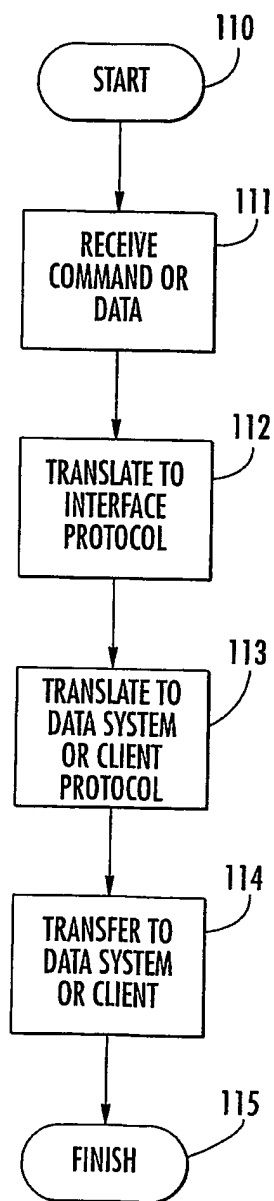 110
START
111
RECEIVE
COMMAND OR
DATA
112
TRANSLATE TO
INTERFACE
PROTOCOL
113
TRANSLATE TO
DATA SYSTEM
OR CLIENT
PROTOCOL
114
TRANSFER TO
DATA SYSTEM
OR CLIENT
115
FINISH